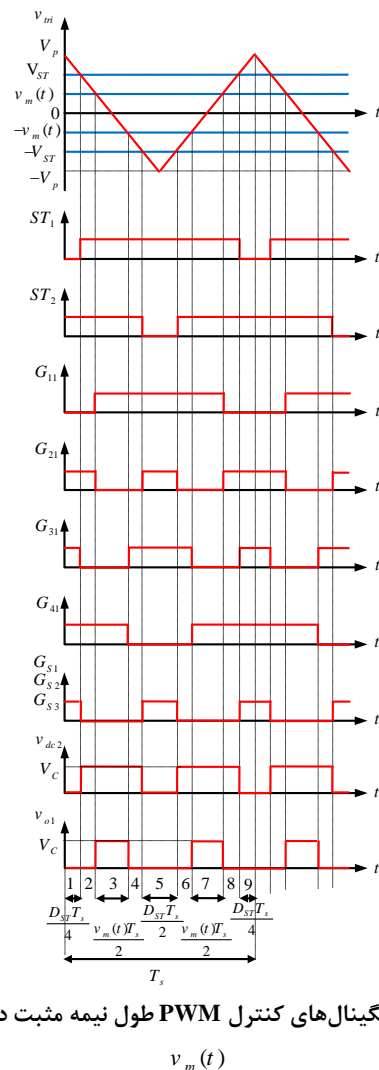 v_tri
V_p
V_ST
v_m(t)
0
t
−v_m(t)
−V_ST
−V_p
ST_1
t
ST_2
t
G_11
t
G_21
t
G_31
t
G_41
t
G_S1
G_S2
G_S3
t
v_dc2
V_C
t
v_o1
V_C
t
1 2 3 4 5 6 7 8 9
D_ST T_s / 4
v_m(t)T_s / 2
D_ST T_s / 2
v_m(t)T_s / 2
D_ST T_s / 4
T_s
گینال‌های کنترل PWM طول نیمه مثبت د
v_m(t)